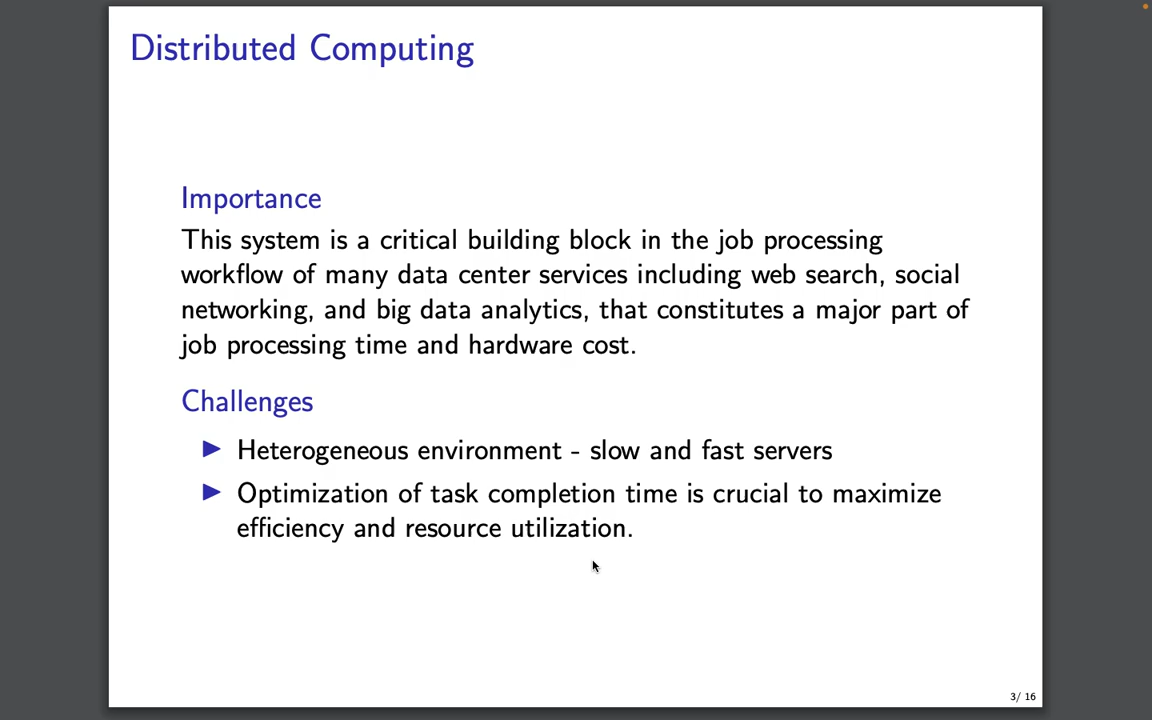 Distributed Computing
Importance
This system is a critical building block in the job processing
workflow of many data center services including web search, social
networking, and big data analytics, that constitutes a major part of
job processing time and hardware cost.
Challenges
▶ Heterogeneous environment - slow and fast servers
▶ Optimization of task completion time is crucial to maximize
efficiency and resource utilization.
3/ 16